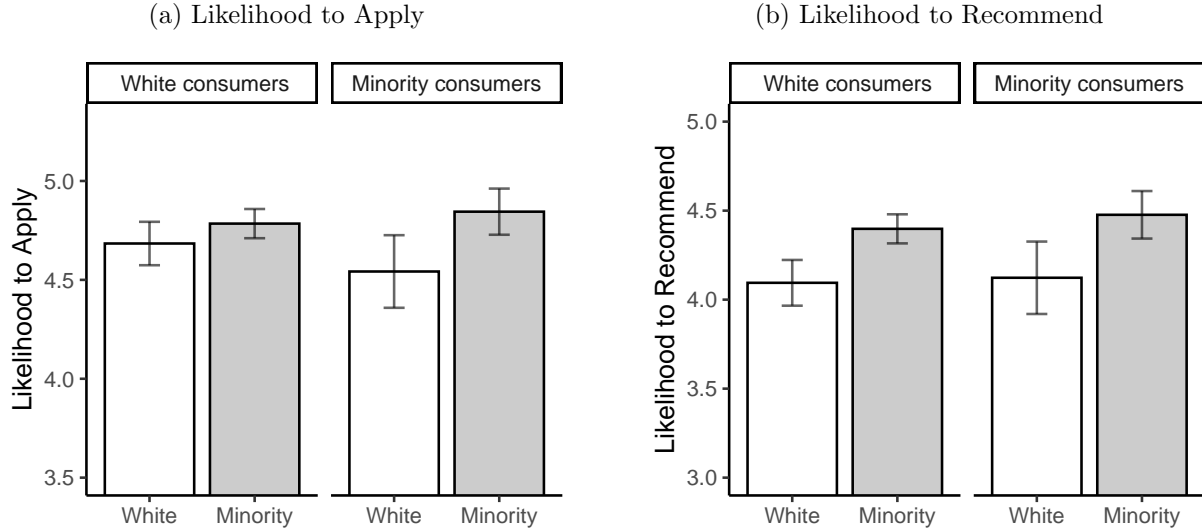 (a) Likelihood to Apply
White consumers
Minority consumers
Likelihood to Apply
5.0
4.5
4.0
3.5
White
Minority
White
Minority
(b) Likelihood to Recommend
White consumers
Minority consumers
Likelihood to Recommend
5.0
4.5
4.0
3.5
3.0
White
Minority
White
Minority